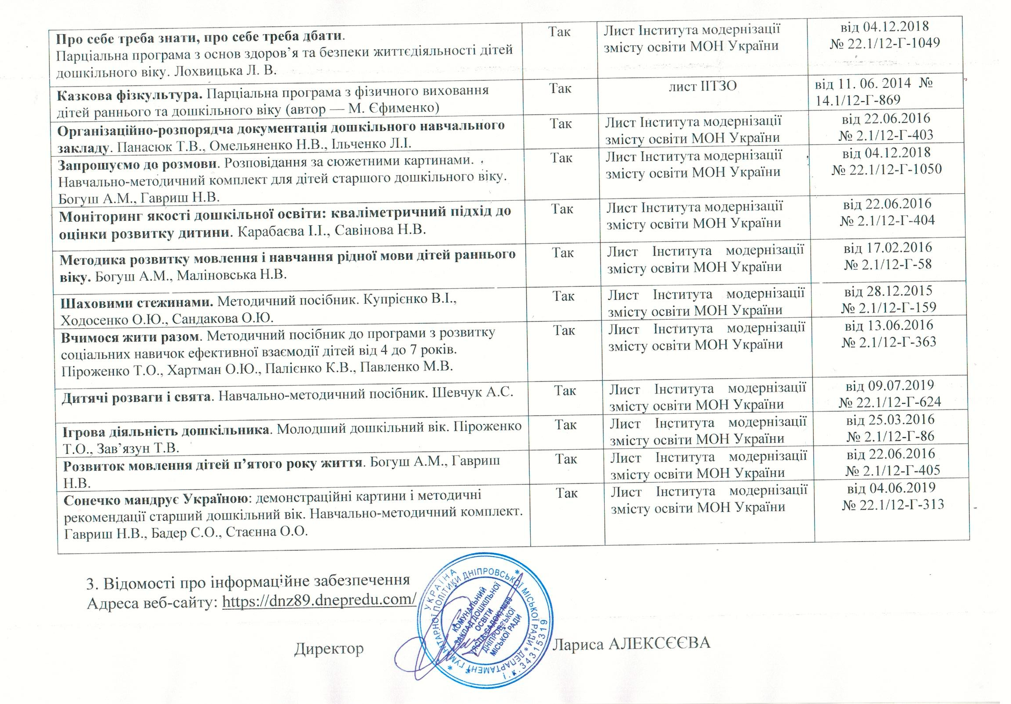 Про себе треба знати, про себе треба дбати.
Парціальна програма з основ здоров’я та безпеки життєдіяльності дітей
дошкільного віку. Лохвицька Л. В.
Так
Лист Інститута модернізації
змісту освіти МОН України
від 04.12.2018
№ 22.1/12-Г-1049
Казкова фізкультура. Парціальна програма з фізичного виховання
дітей раннього та дошкільного віку (автор — М. Єфименко)
Так
лист ІІТЗО
від 11. 06. 2014 №
14.1/12-Г-869
Організаційно-розпорядча документація дошкільного навчального
закладу. Панасюк Т.В., Омельяненко Н.В., Ільченко Л.І.
Так
Лист Інститута модернізації
змісту освіти МОН України
від 22.06.2016
№ 2.1/12-Г-403
Запрошуємо до розмови. Розповідання за сюжетними картинами.
Навчально-методичний комплект для дітей старшого дошкільного віку.
Богуш А.М., Гавриш Н.В.
Так
Лист Інститута модернізації
змісту освіти МОН України
від 04.12.2018
№ 22.1/12-Г-1050
Моніторинг якості дошкільної освіти: кваліметричний підхід до
оцінки розвитку дитини. Карабаєва І.І., Савінова Н.В.
Так
Лист Інститута модернізації
змісту освіти МОН України
від 22.06.2016
№ 2.1/12-Г-404
Методика розвитку мовлення і навчання рідної мови дітей раннього
віку. Богуш А.М., Маліновська Н.В.
Так
Лист Інститута модернізації
змісту освіти МОН України
від 17.02.2016
№ 2.1/12-Г-58
Шаховими стежинами. Методичний посібник. Купрієнко В.І.,
Ходосенко О.Ю., Сандакова О.Ю.
Так
Лист Інститута модернізації
змісту освіти МОН України
від 28.12.2015
№ 2.1/12-Г-159
Вчимося жити разом. Методичний посібник до програми з розвитку
соціальних навичок ефективної взаємодії дітей від 4 до 7 років.
Піроженко Т.О., Хартман О.Ю., Палієнко К.В., Павленко М.В.
Так
Лист Інститута модернізації
змісту освіти МОН України
від 13.06.2016
№ 2.1/12-Г-363
Дитячі розваги і свята. Навчально-методичний посібник. Шевчук А.С.
Так
Лист Інститута модернізації
змісту освіти МОН України
від 09.07.2019
№ 22.1/12-Г-624
Ігрова діяльність дошкільника. Молодший дошкільний вік. Піроженко
Т.О., Зав’язун Т.В.
Так
Лист Інститута модернізації
змісту освіти МОН України
від 25.03.2016
№ 2.1/12-Г-86
Розвиток мовлення дітей п’ятого року життя. Богуш А.М., Гавриш
Н.В.
Так
Лист Інститута модернізації
змісту освіти МОН України
від 22.06.2016
№ 2.1/12-Г-405
Сонечко мандрує Україною: демонстраційні картини і методичні
рекомендації старший дошкільний вік. Навчально-методичний комплект.
Гавриш Н.В., Бадер С.О., Стаєнна О.О.
Так
Лист Інститута модернізації
змісту освіти МОН України
від 04.06.2019
№ 22.1/12-Г-313
3. Відомості про інформаційне забезпечення
Адреса веб-сайту: https://dnz89.dnepredu.com/
Директор
Лариса АЛЕКСЄЄВА
УКРАЇНА
ДЕПАРТАМЕНТ ГУМАНІТАРНОЇ ПОЛІТИКИ ДНІПРОВСЬКОЇ МІСЬКОЇ РАДИ
34315319
КОМУНАЛЬНИЙ
ЗАКЛАД ДОШКІЛЬНОЇ
ОСВІТИ
ДНІПРОВСЬКОЇ
МІСЬКОЇ РАДИ